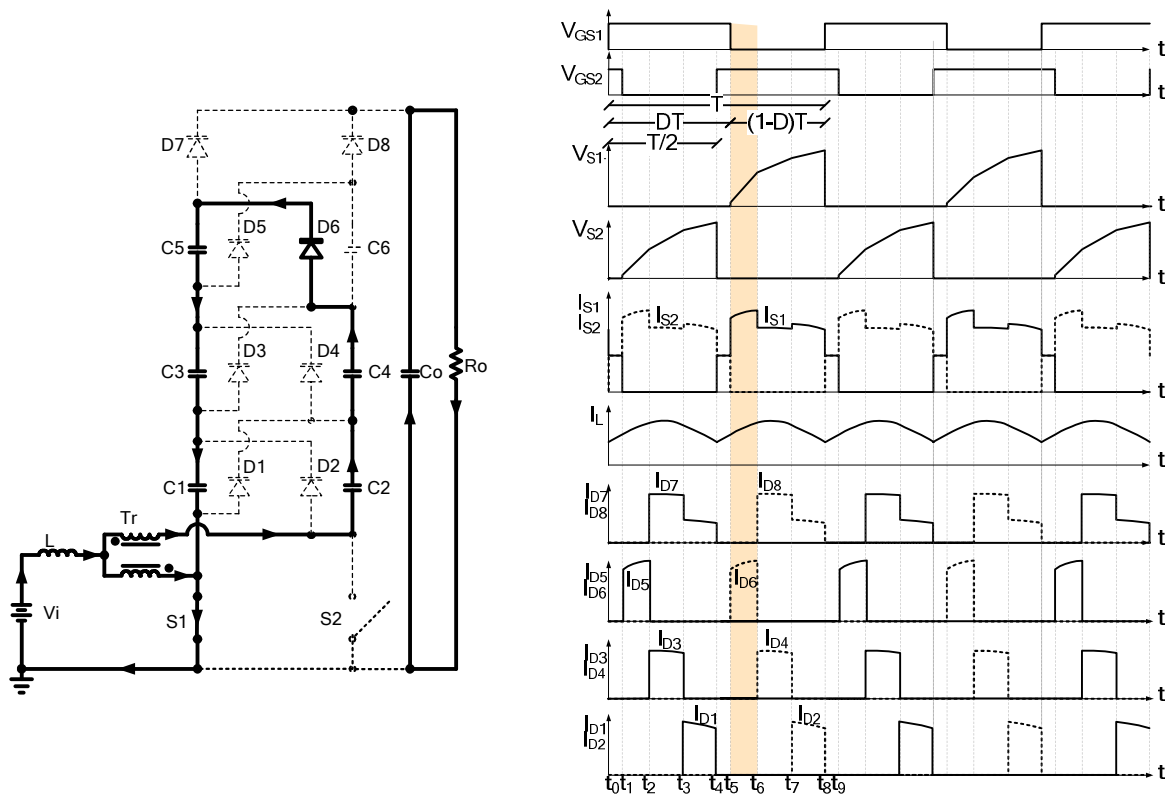 D7
D8
D5
D6
C5
C6
D3
D4
C3
C4
Co
Ro
D1
D2
C1
C2
Tr
L
Vi
S1
S2
VGS1
t
VGS2
t
T
DT
(1-D)T
T/2
VS1
t
VS2
t
IS1
IS2
IS2
IS1
t
IL
t
ID7
ID8
ID7
ID8
t
ID5
ID6
ID5
ID6
t
ID3
ID4
ID3
ID4
t
ID1
ID2
ID1
ID2
t
t0 t1 t2 t3 t4 t5 t6 t7 t8 t9